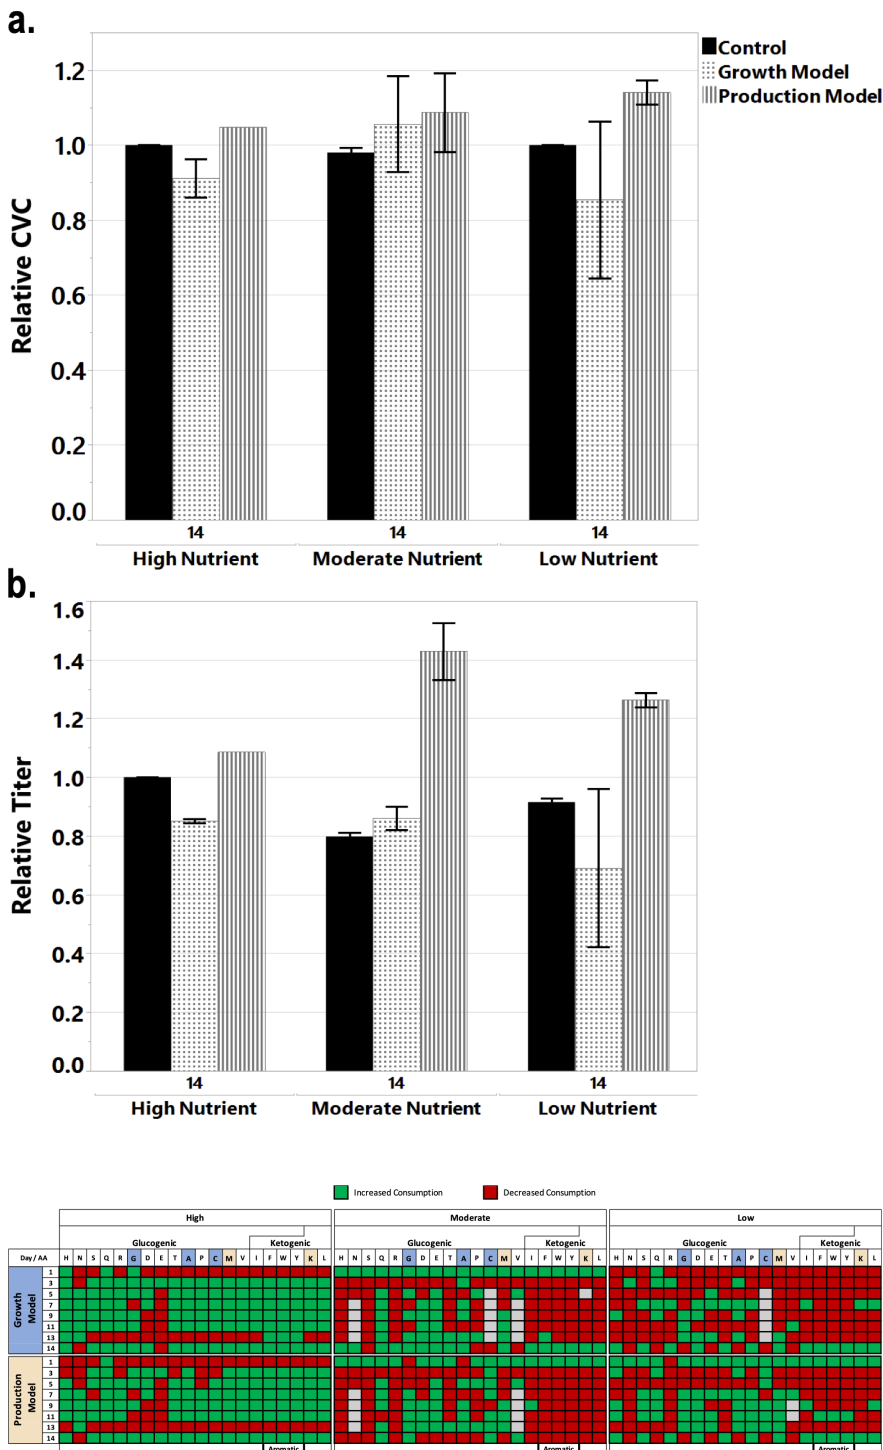 a.
Control
Growth Model
Production Model
Relative CVC
1.2
1.0
0.8
0.6
0.4
0.2
0.0
14 14 14
High Nutrient Moderate Nutrient Low Nutrient
b.
Relative Titer
1.6
1.4
1.2
1.0
0.8
0.6
0.4
0.2
0.0
14 14 14
High Nutrient Moderate Nutrient Low Nutrient
Increased Consumption Decreased Consumption
High Moderate Low
Glucogenic Ketogenic Glucogenic Ketogenic Glucogenic Ketogenic
Day / AA H N S Q R G D E T A P C M V I F W Y K L H N S Q R G D E T A P C M V I F W Y K L H N S Q R G D E T A P C M V I F W Y K L
Growth Model
1
3
5
7
9
11
13
14
Production Model
1
3
5
7
9
11
13
14
Aromatic Aromatic Aromatic